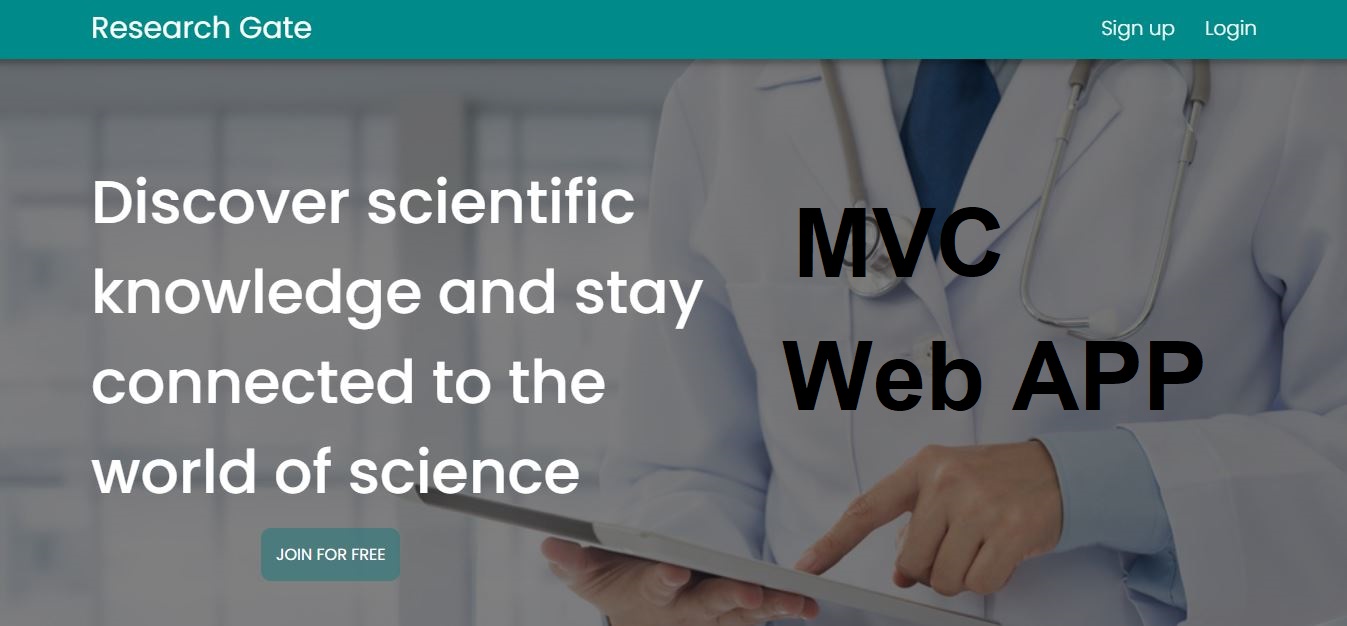 Research Gate
Sign up Login
Discover scientific
knowledge and stay
connected to the
world of science
MVC
Web APP
JOIN FOR FREE